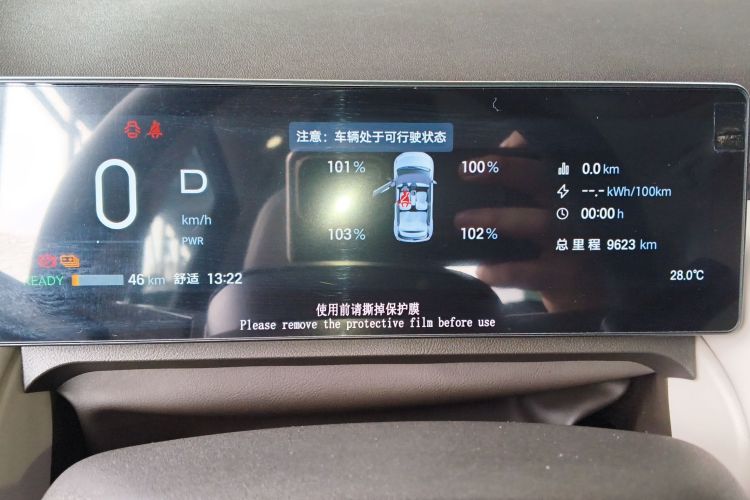 注意：车辆处于可行驶状态
101% 100%
0 D
km/h
PWR
103% 102%
0.0 km
--.- kWh/100km
00:00 h
总里程 9623 km
READY 46 km 舒适 13:22
28.0°C
使用前请撕掉保护膜
Please remove the protective film before use